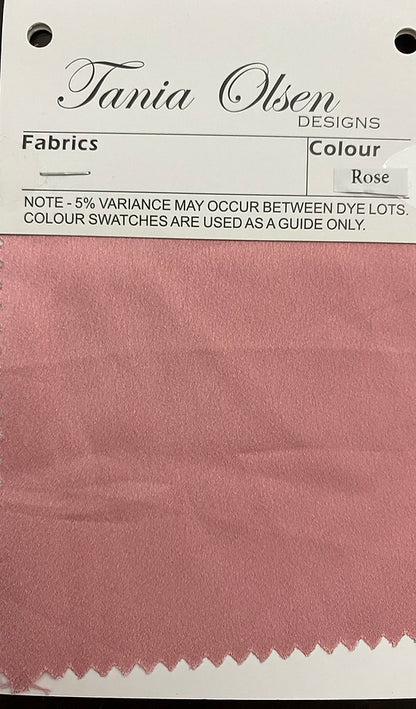 Tania Olsen
DESIGNS
Fabrics
Colour
Rose
NOTE - 5% VARIANCE MAY OCCUR BETWEEN DYE LOTS.
COLOUR SWATCHES ARE USED AS A GUIDE ONLY.